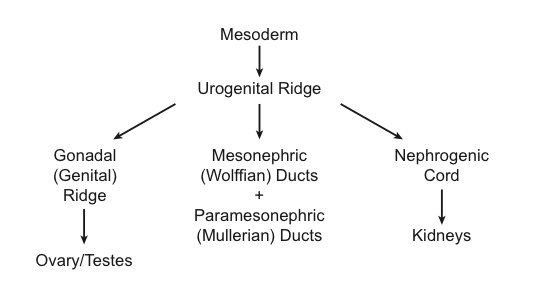 Mesoderm
Urogenital Ridge
Gonadal
(Genital)
Ridge
Ovary/Testes
Mesonephric
(Wolffian) Ducts
+
Paramesonephric
(Mullerian) Ducts
Nephrogenic
Cord
Kidneys